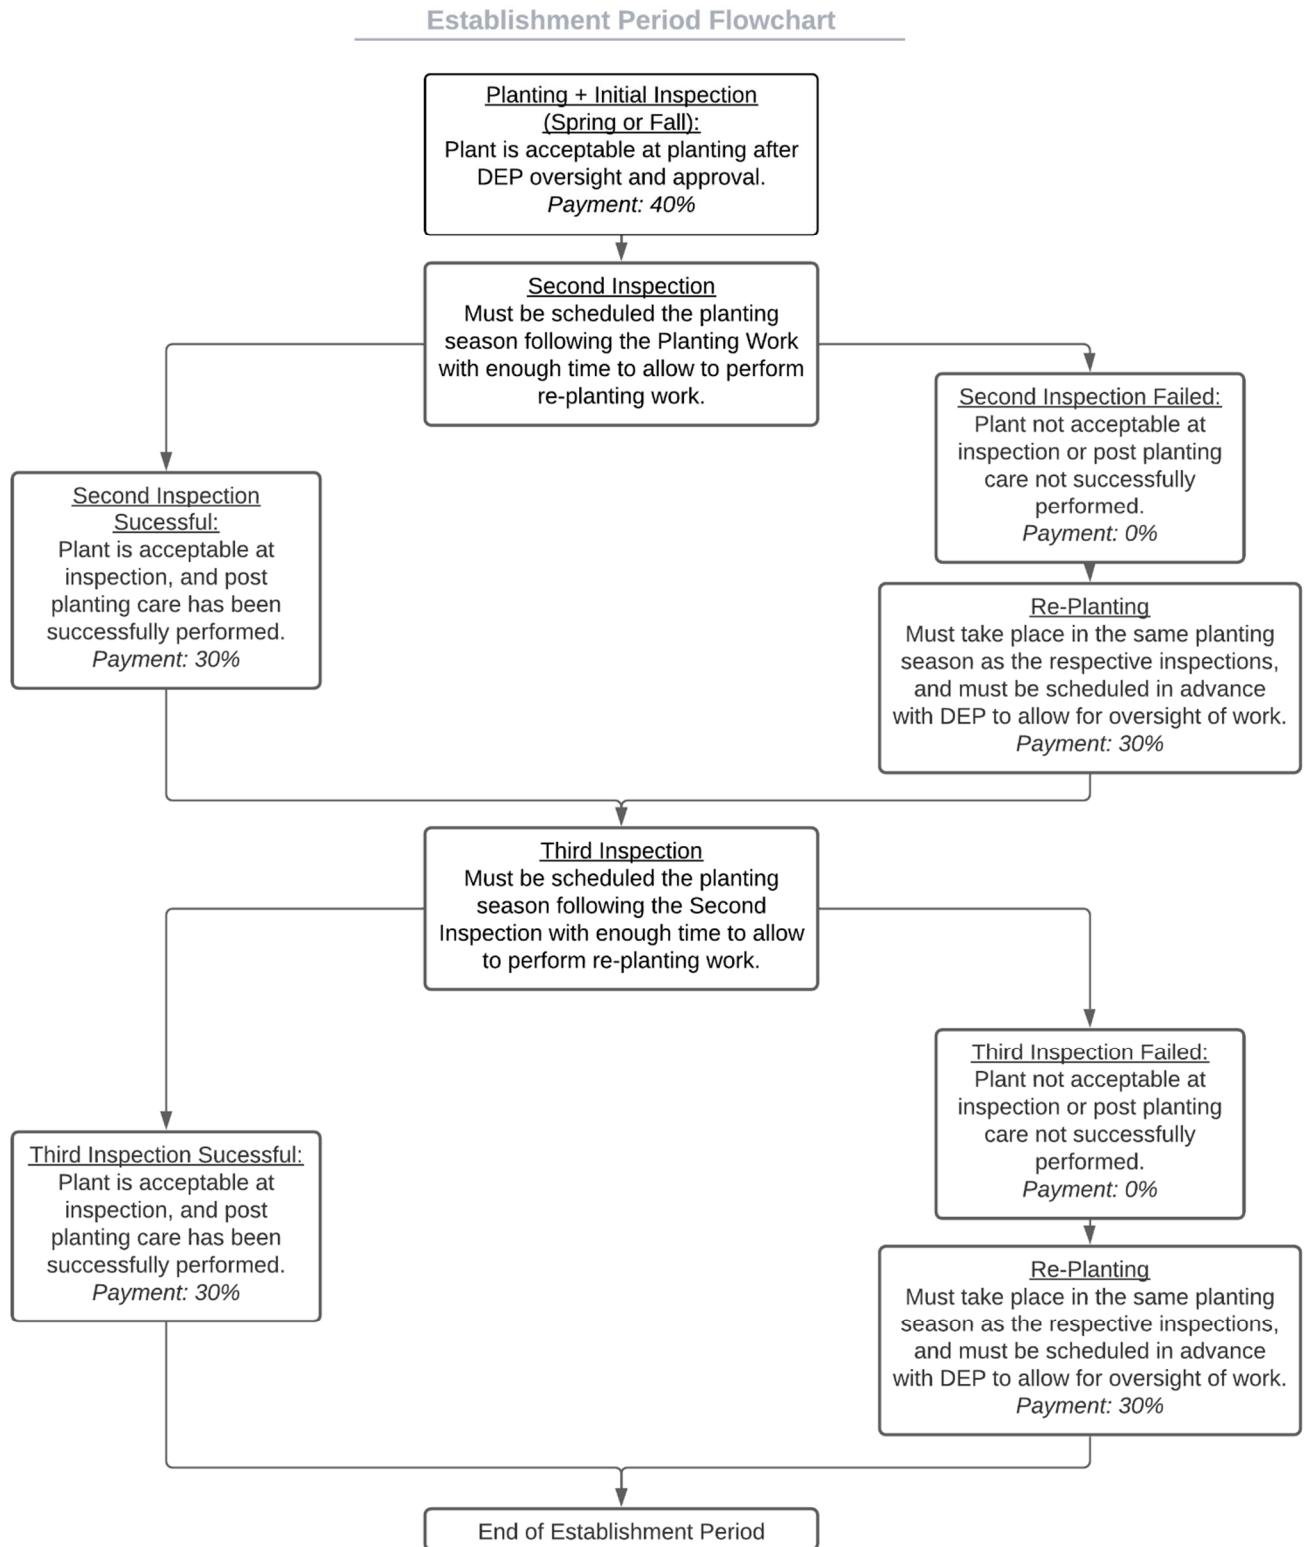 Establishment Period Flowchart
Planting + Initial Inspection
(Spring or Fall):
Plant is acceptable at planting after
DEP oversight and approval.
Payment: 40%
Second Inspection
Must be scheduled the planting
season following the Planting Work
with enough time to allow to perform
re-planting work.
Second Inspection Failed:
Plant not acceptable at
inspection or post planting
care not successfully
performed.
Payment: 0%
Second Inspection
Sucessful:
Plant is acceptable at
inspection, and post
planting care has been
successfully performed.
Payment: 30%
Re-Planting
Must take place in the same planting
season as the respective inspections,
and must be scheduled in advance
with DEP to allow for oversight of work.
Payment: 30%
Third Inspection
Must be scheduled the planting
season following the Second
Inspection with enough time to allow
to perform re-planting work.
Third Inspection Failed:
Plant not acceptable at
inspection or post planting
care not successfully
performed.
Payment: 0%
Third Inspection Sucessful:
Plant is acceptable at
inspection, and post
planting care has been
successfully performed.
Payment: 30%
Re-Planting
Must take place in the same planting
season as the respective inspections,
and must be scheduled in advance
with DEP to allow for oversight of work.
Payment: 30%
End of Establishment Period